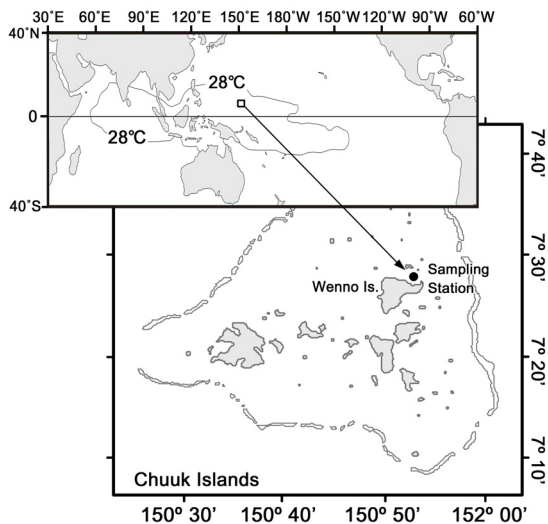 30°E 60°E 90°E 120°E 150°E 180°E 150°W 120°W 90°W 60°W
40°N
28℃
0
28℃
40°S
7° 40'
7° 30'
Sampling
Wenno Is.
Station
7° 20'
7° 10'
Chuuk Islands
150° 30' 150° 40' 150° 50' 152° 00'